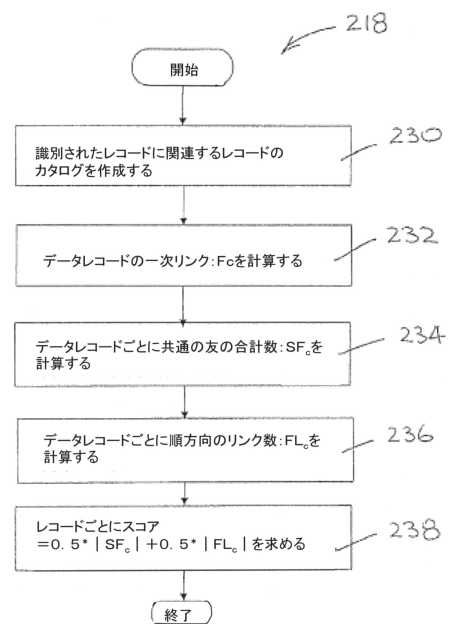 218
開始
識別されたレコードに関連するレコードの
カタログを作成する
230
データレコードの一次リンク:Fcを計算する
232
データレコードごとに共通の友の合計数:SFcを
計算する
234
データレコードごとに順方向のリンク数:FLcを
計算する
236
レコードごとにスコア
=0.5*|SFc|+0.5*|FLc|を求める
238
終了